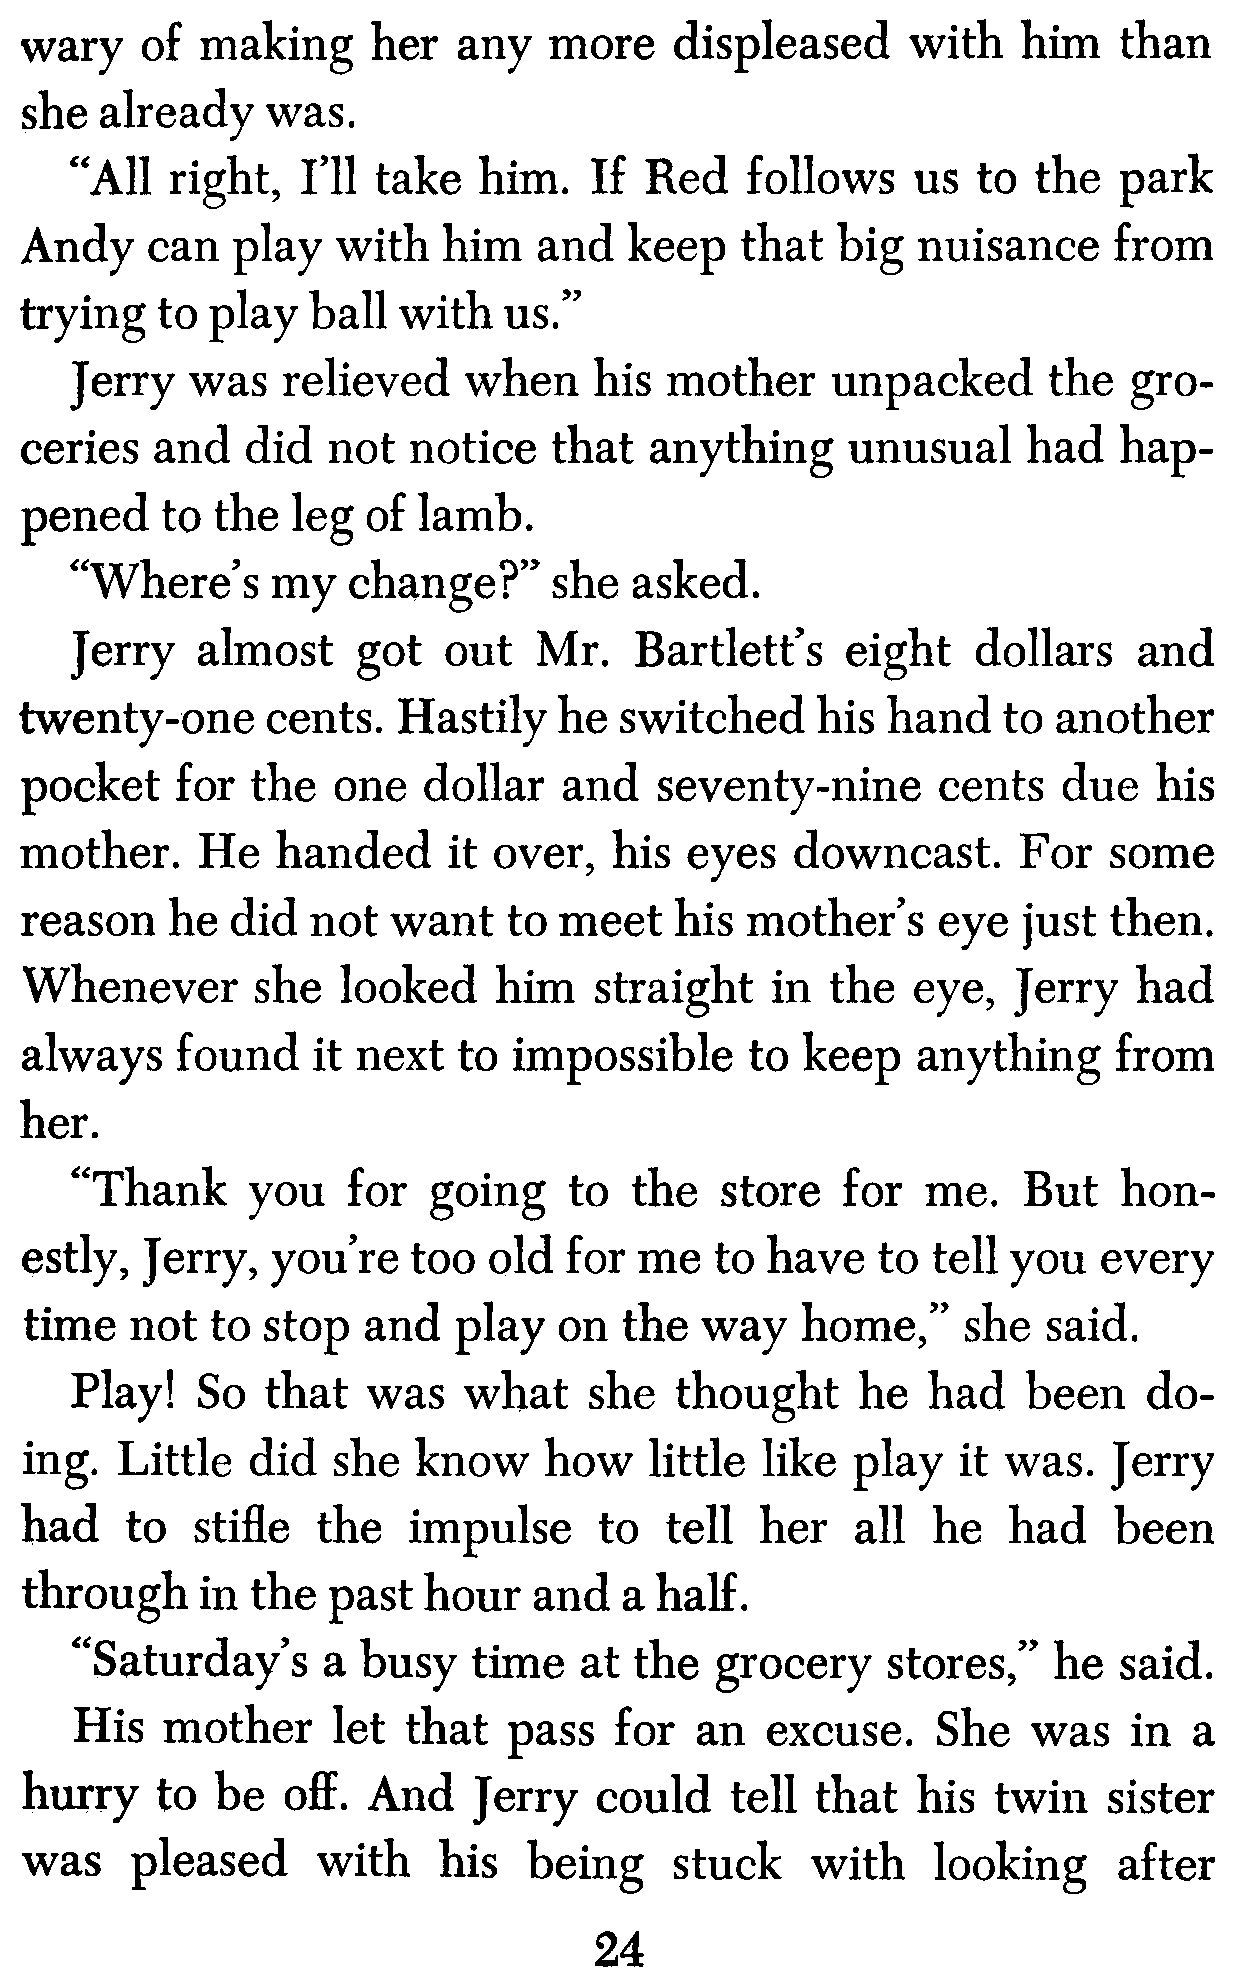 wary of making her any more displeased with him than
she already was.
“All right, I’ll take him. If Red follows us to the park
Andy can play with him and keep that big nuisance from
trying to play ball with us.”
Jerry was relieved when his mother unpacked the gro-
ceries and did not notice that anything unusual had hap-
pened to the leg of lamb.
“Where’s my change?” she asked.
Jerry almost got out Mr. Bartlett’s eight dollars and
twenty-one cents. Hastily he switched his hand to another
pocket for the one dollar and seventy-nine cents due his
mother. He handed it over, his eyes downcast. For some
reason he did not want to meet his mother’s eye just then.
Whenever she looked him straight in the eye, Jerry had
always found it next to impossible to keep anything from
her.
“Thank you for going to the store for me. But hon-
estly, Jerry, you’re too old for me to have to tell you every
time not to stop and play on the way home,” she said.
Play! So that was what she thought he had been do-
ing. Little did she know how little like play it was. Jerry
had to stifle the impulse to tell her all he had been
through in the past hour and a half.
“Saturday’s a busy time at the grocery stores,” he said.
His mother let that pass for an excuse. She was in a
hurry to be off. And Jerry could tell that his twin sister
was pleased with his being stuck with looking after
24